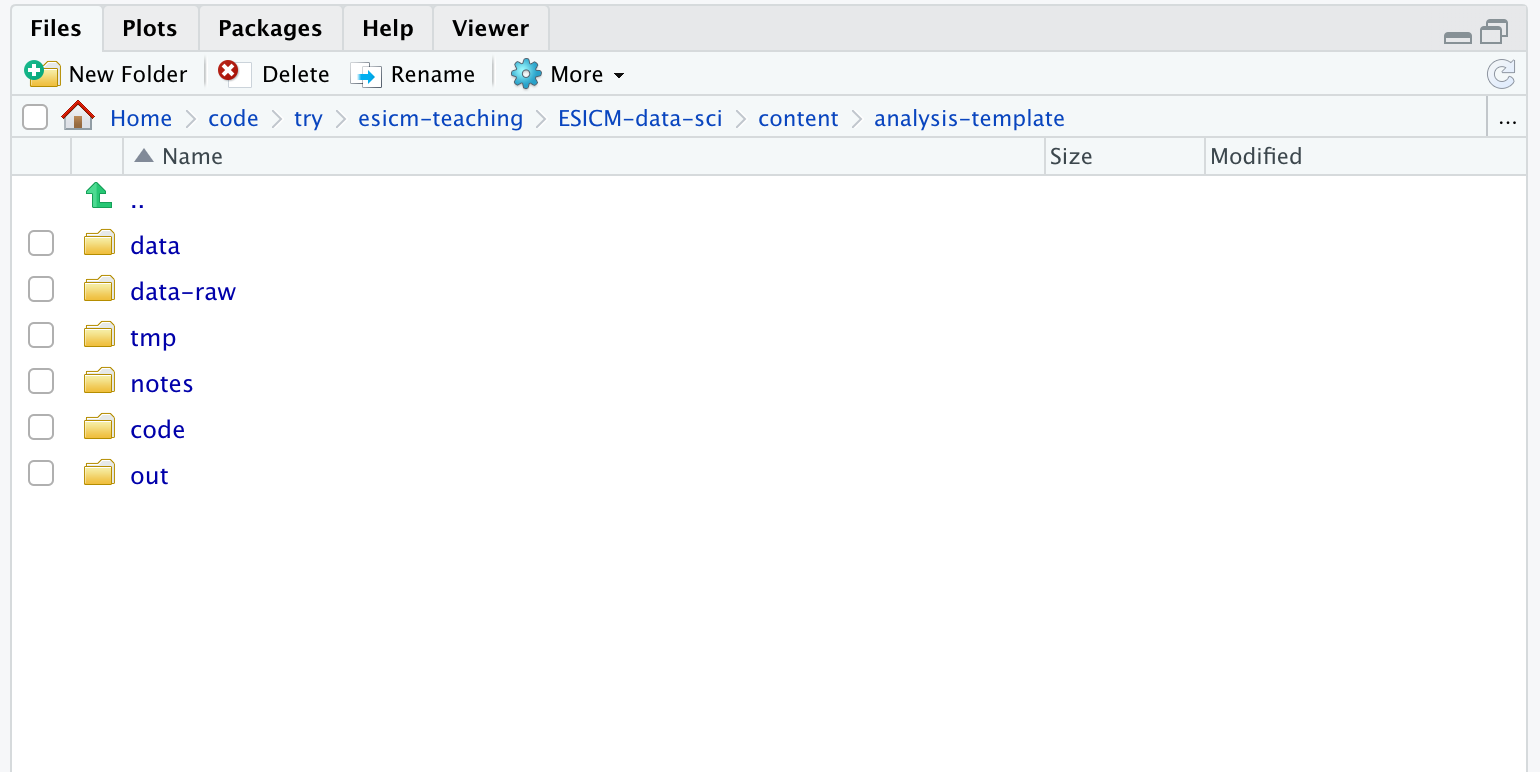 Files Plots Packages Help Viewer
New Folder Delete Rename More
Home code try esicm-teaching ESICM-data-sci content analysis-template ...
Name Size Modified
..
data
data-raw
tmp
notes
code
out